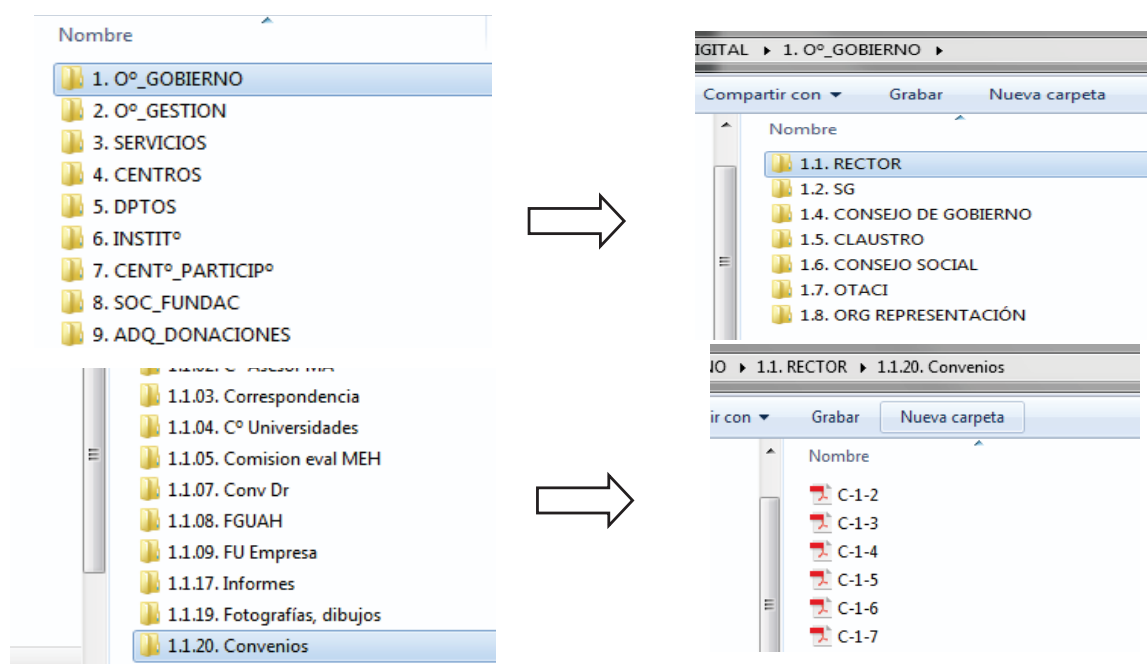 Nombre
1. Oº_GOBIERNO
2. Oº_GESTION
3. SERVICIOS
4. CENTROS
5. DPTOS
6. INSTITº
7. CENTº_PARTICIPº
8. SOC_FUNDAC
9. ADQ_DONACIONES
IGITAL ▸ 1. Oº_GOBIERNO ▸
Compartir con Grabar Nueva carpeta
Nombre
1.1. RECTOR
1.2. SG
1.4. CONSEJO DE GOBIERNO
1.5. CLAUSTRO
1.6. CONSEJO SOCIAL
1.7. OTACI
1.8. ORG REPRESENTACIÓN
1.1.03. Correspondencia
1.1.04. Cº Universidades
1.1.05. Comision eval MEH
1.1.07. Conv Dr
1.1.08. FGUAH
1.1.09. FU Empresa
1.1.17. Informes
1.1.19. Fotografías, dibujos
1.1.20. Convenios
NO ▸ 1.1. RECTOR ▸ 1.1.20. Convenios
ir con Grabar Nueva carpeta
Nombre
C-1-2
C-1-3
C-1-4
C-1-5
C-1-6
C-1-7